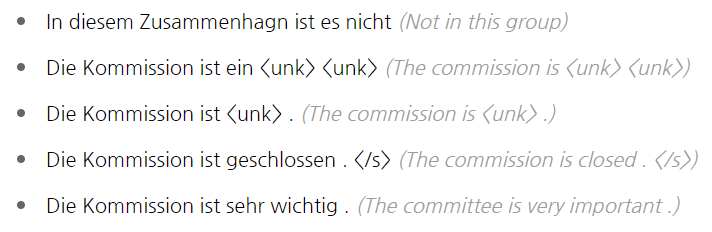 • In diesem Zusammenhagn ist es nicht (Not in this group)
• Die Kommission ist ein 〈unk〉 〈unk〉 (The commission is 〈unk〉 〈unk〉)
• Die Kommission ist 〈unk〉 . (The commission is 〈unk〉 .)
• Die Kommission ist geschlossen . 〈/s〉 (The commission is closed . 〈/s〉)
• Die Kommission ist sehr wichtig . (The committee is very important .)